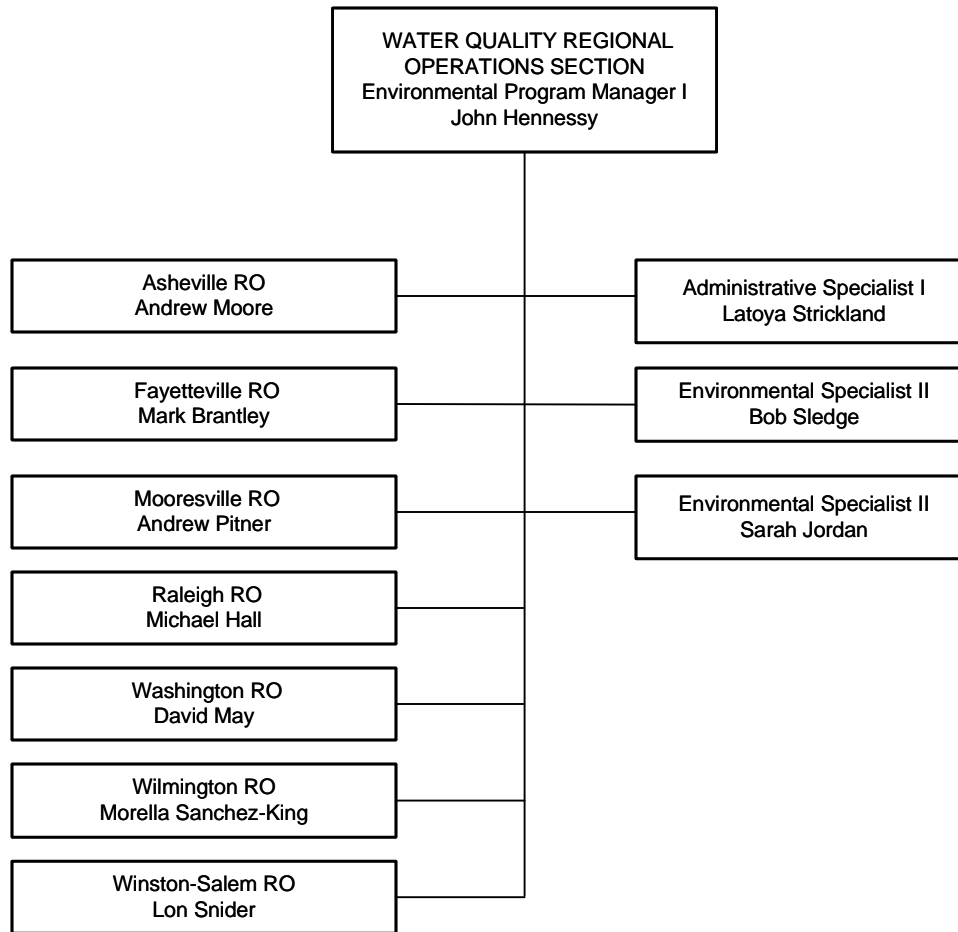 WATER QUALITY REGIONAL
OPERATIONS SECTION
Environmental Program Manager I
John Hennessy
Asheville RO
Andrew Moore
Administrative Specialist I
Latoya Strickland
Fayetteville RO
Mark Brantley
Environmental Specialist II
Bob Sledge
Mooresville RO
Andrew Pitner
Environmental Specialist II
Sarah Jordan
Raleigh RO
Michael Hall
Washington RO
David May
Wilmington RO
Morella Sanchez-King
Winston-Salem RO
Lon Snider